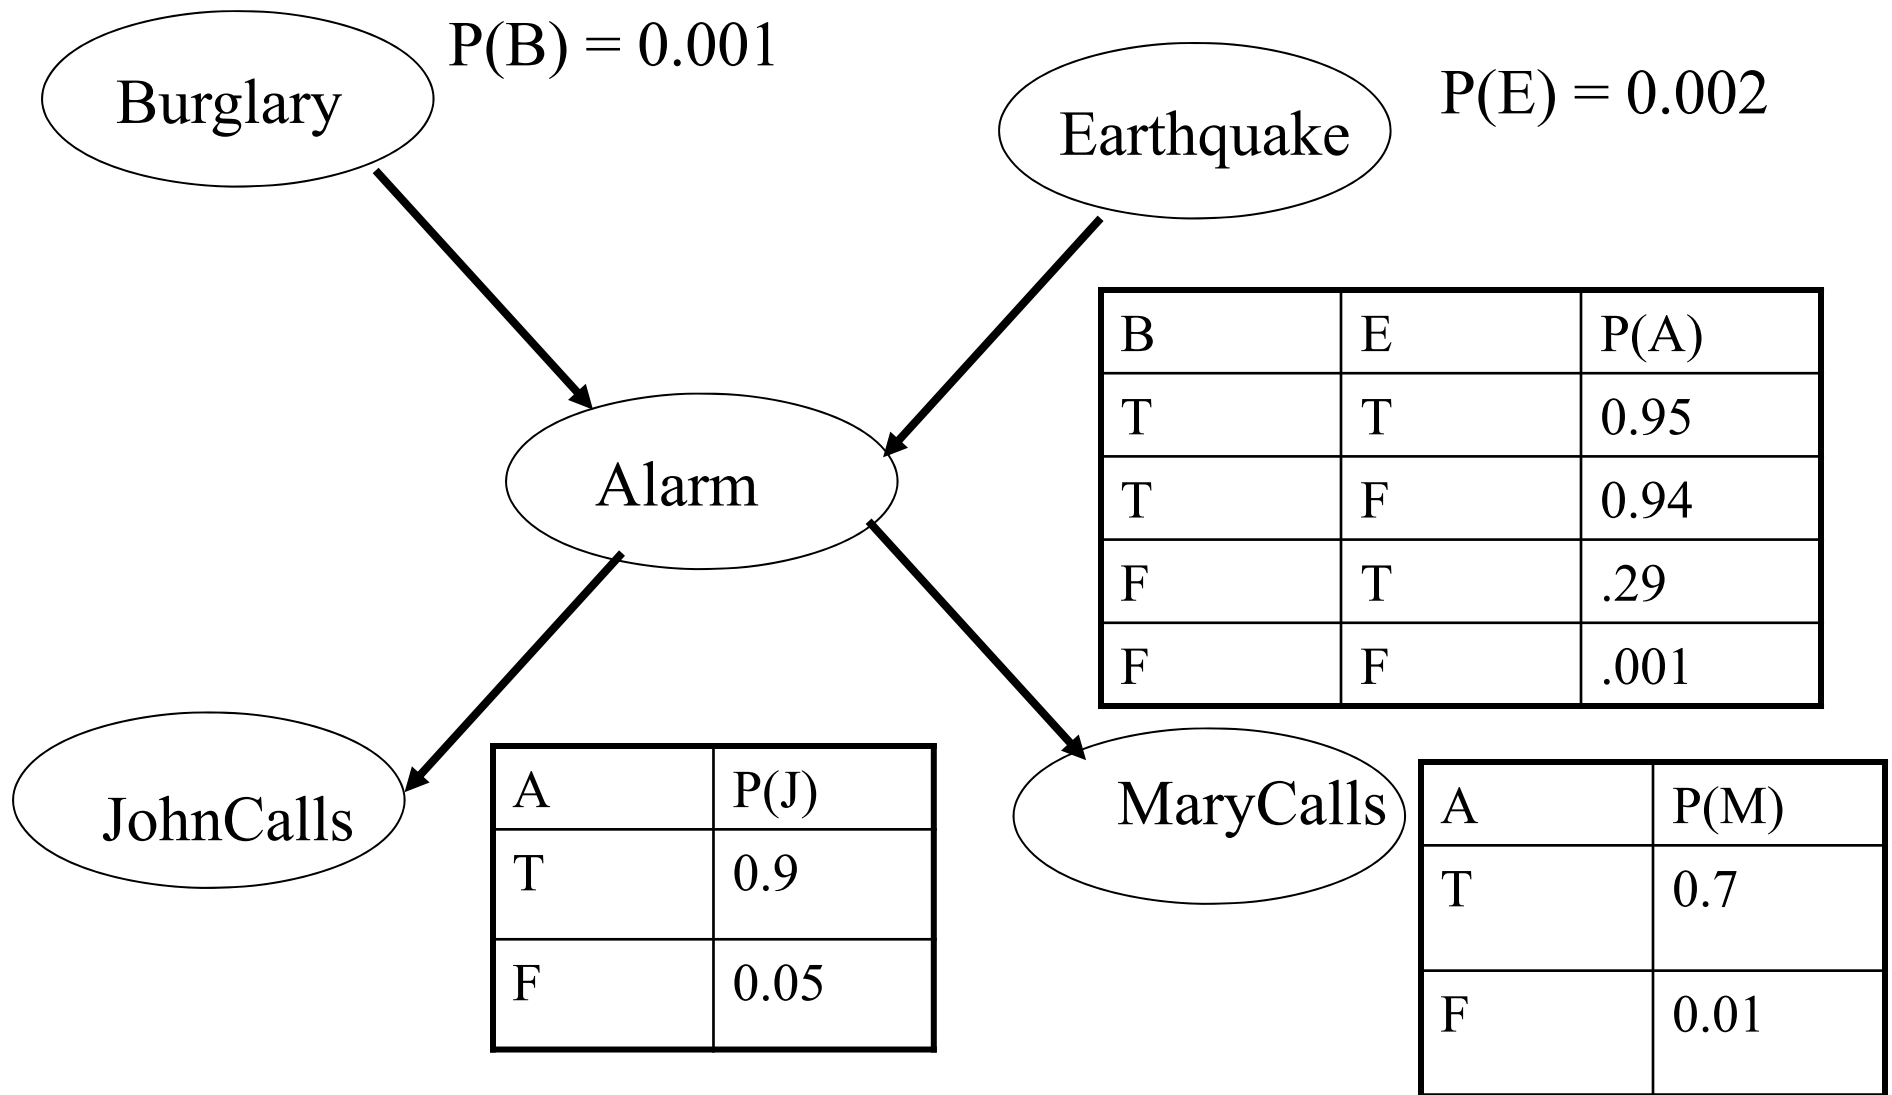 P(B) = 0.001
Burglary
P(E) = 0.002
Earthquake
B E P(A)
T T 0.95
T F 0.94
F T .29
F F .001
Alarm
JohnCalls
A P(J)
T 0.9
F 0.05
MaryCalls
A P(M)
T 0.7
F 0.01